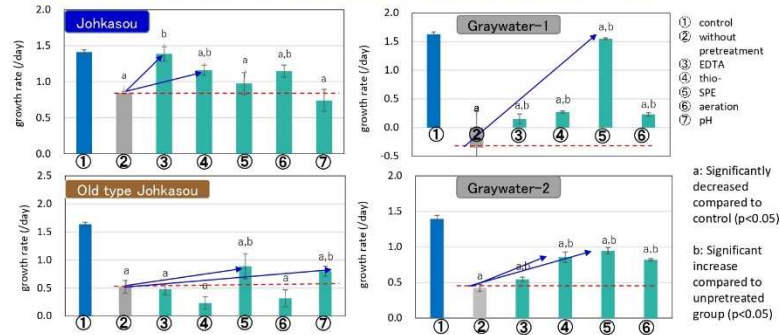 Johkasou
growth rate (/day)
2.0
1.5
1.0
0.5
0.0
a
b
a,b
a
a,b
a
① ② ③ ④ ⑤ ⑥ ⑦
Graywater-1
growth rate (/day)
2.0
1.5
1.0
0.5
0.0
-0.5
a
a,b
a,b
a,b
a,b
① ② ③ ④ ⑤ ⑥
① control
② without pretreatment
③ EDTA
④ thio-
⑤ SPE
⑥ aeration
⑦ pH
Old type Johkasou
growth rate (/day)
2.5
2.0
1.5
1.0
0.5
0.0
a
a
a
a,b
a
a,b
① ② ③ ④ ⑤ ⑥ ⑦
Graywater-2
growth rate (/day)
2.0
1.5
1.0
0.5
0.0
a
a,b
a,b
a,b
a,b
① ② ③ ④ ⑤ ⑥
a: Significantly
decreased
compared to
control (p<0.05)
b: Significant
increase
compared to
unpretreated
group (p<0.05)